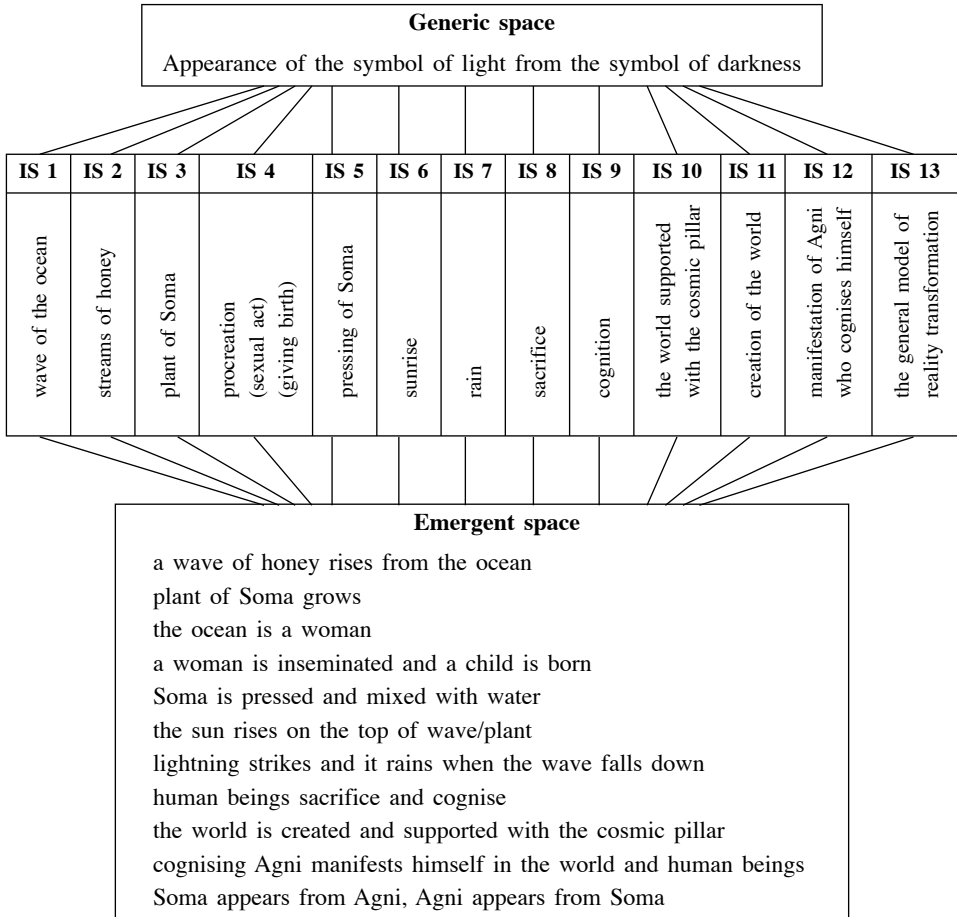 Generic space
Appearance of the symbol of light from the symbol of darkness
IS 1
IS 2
IS 3
IS 4
IS 5
IS 6
IS 7
IS 8
IS 9
IS 10
IS 11
IS 12
IS 13
wave of the ocean
streams of honey
plant of Soma
procreation
(sexual act)
(giving birth)
pressing of Soma
sunrise
rain
sacrifice
cognition
the world supported
with the cosmic pillar
creation of the world
manifestation of Agni
who cognises himself
the general model of
reality transformation
Emergent space
a wave of honey rises from the ocean
plant of Soma grows
the ocean is a woman
a woman is inseminated and a child is born
Soma is pressed and mixed with water
the sun rises on the top of wave/plant
lightning strikes and it rains when the wave falls down
human beings sacrifice and cognise
the world is created and supported with the cosmic pillar
cognising Agni manifests himself in the world and human beings
Soma appears from Agni, Agni appears from Soma